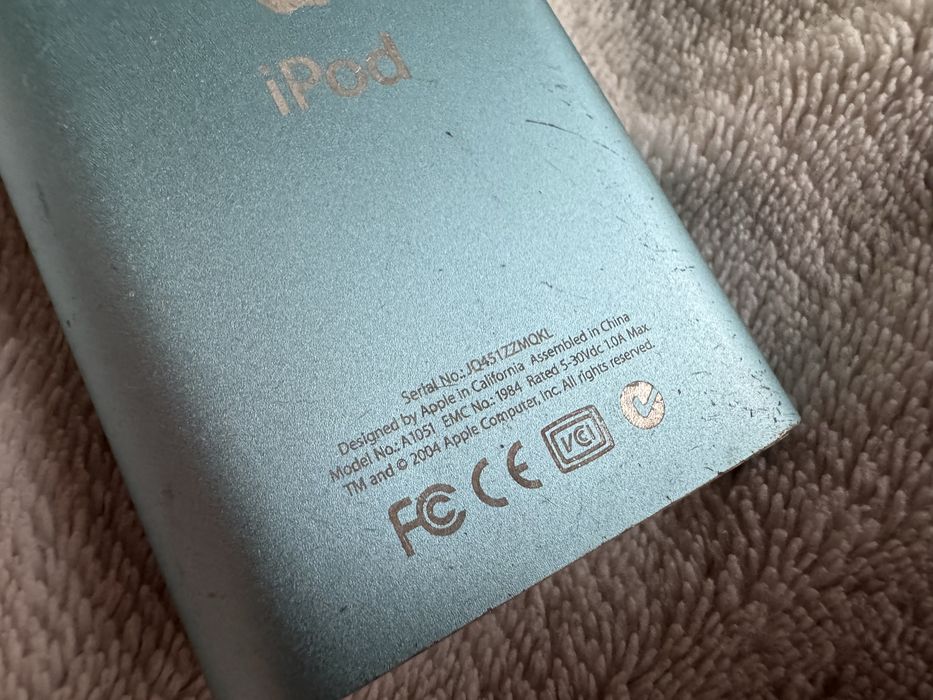 iPod
Serial No.: JQ451ZZMQKL
Designed by Apple in California Assembled in China
Model No.: A1051 EMC No.: 1984 Rated 5-30Vdc 1.0A Max.
TM and © 2004 Apple Computer, Inc. All rights reserved.
FC CE VCI